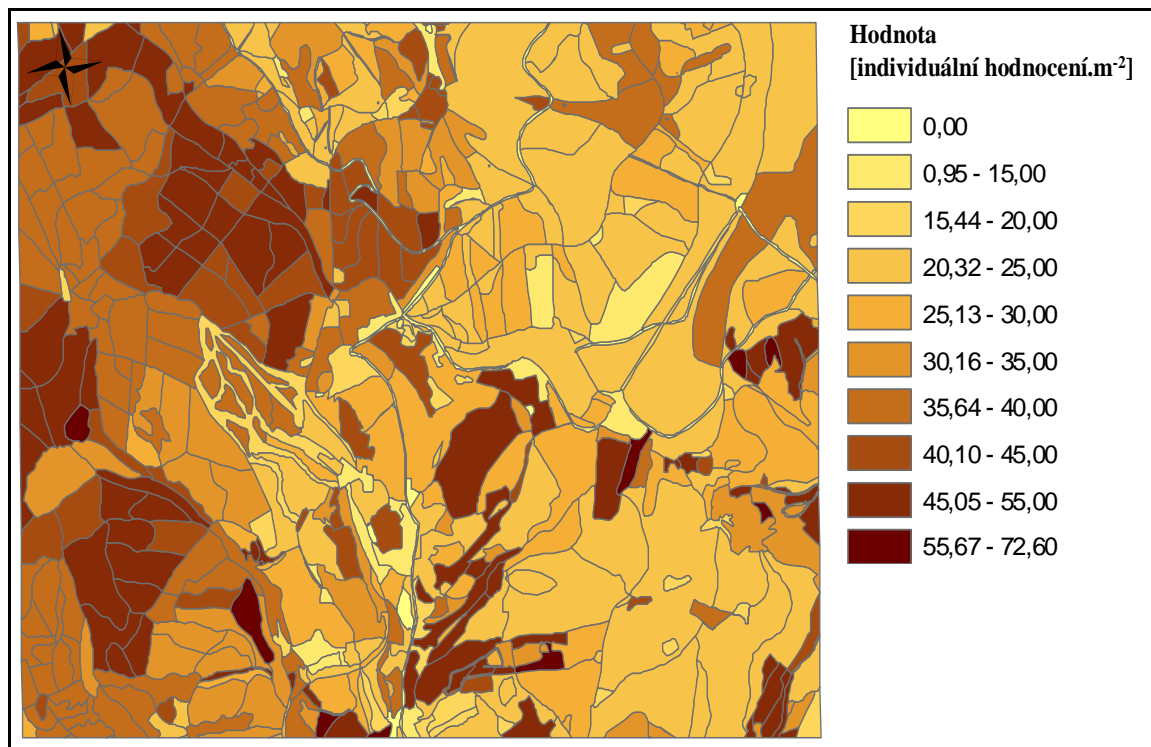 Hodnota
[individuální hodnocení.m⁻²]
0,00
0,95 - 15,00
15,44 - 20,00
20,32 - 25,00
25,13 - 30,00
30,16 - 35,00
35,64 - 40,00
40,10 - 45,00
45,05 - 55,00
55,67 - 72,60